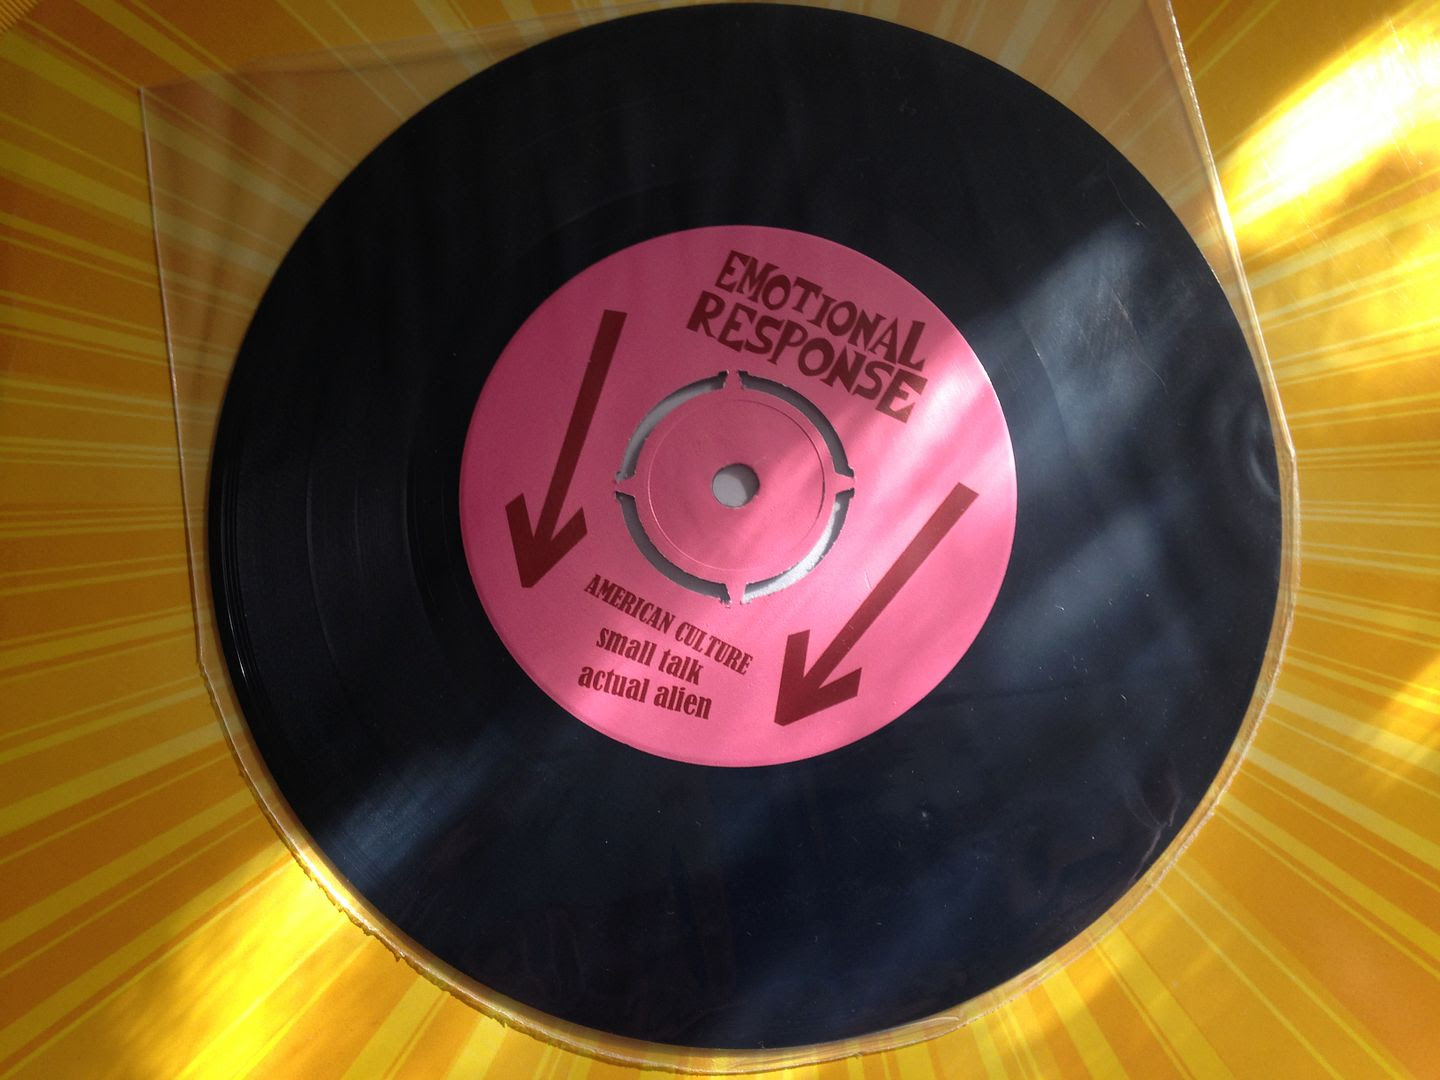 EMOTIONAL
RESPONSE
AMERICAN CULTURE
small talk
actual alien